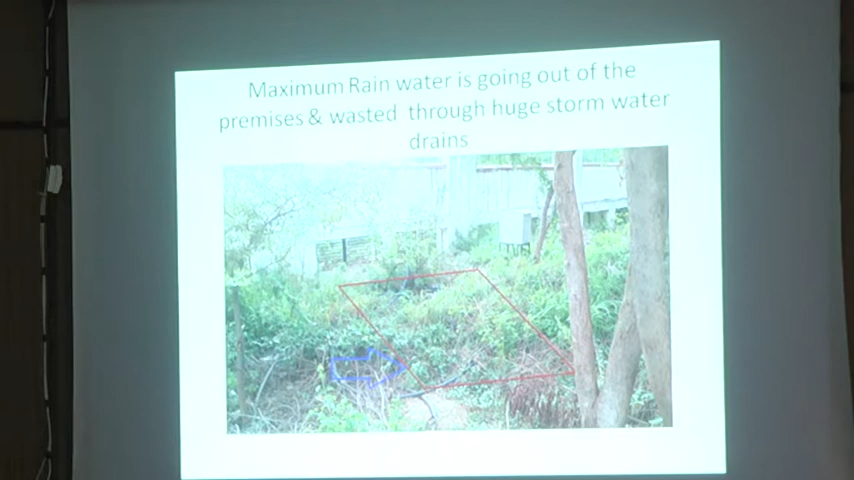 Maximum Rain water is going out of the
premises & wasted through huge storm water
drains